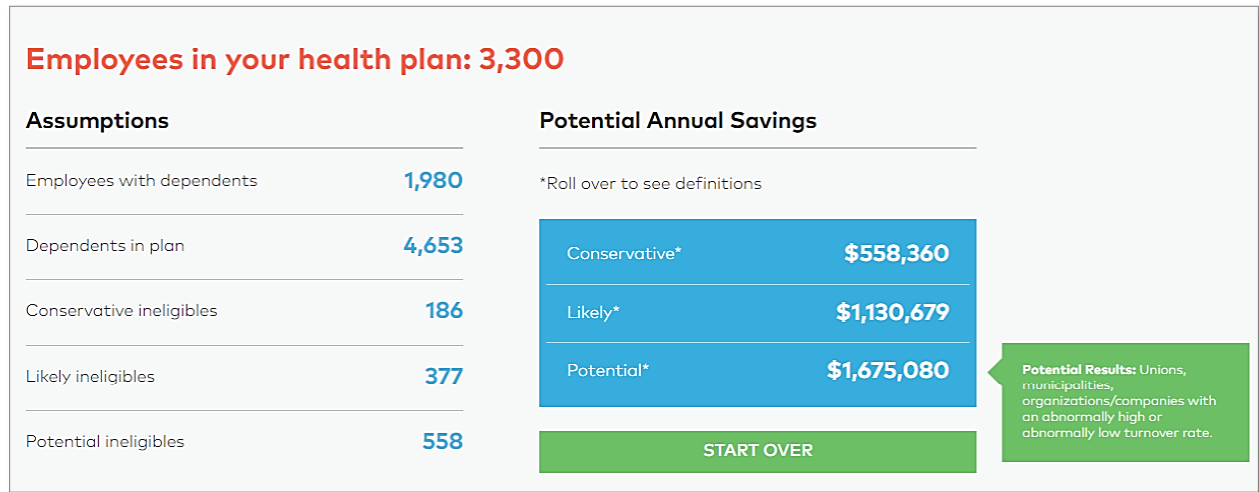 Employees in your health plan: 3,300
Assumptions
Employees with dependents 1,980
Dependents in plan 4,653
Conservative ineligibles 186
Likely ineligibles 377
Potential ineligibles 558
Potential Annual Savings
*Roll over to see definitions
Conservative* $558,360
Likely* $1,130,679
Potential* $1,675,080
START OVER
Potential Results: Unions,
municipalities,
organizations/companies with
an abnormally high or
abnormally low turnover rate.